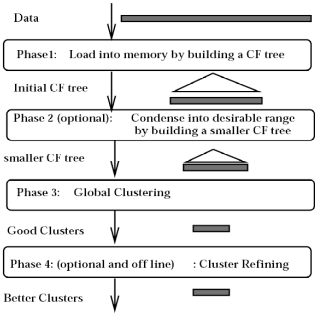 Data
Phase1: Load into memory by building a CF tree
Initial CF tree
Phase 2 (optional): Condense into desirable range
by building a smaller CF tree
smaller CF tree
Phase 3: Global Clustering
Good Clusters
Phase 4: (optional and off line) : Cluster Refining
Better Clusters